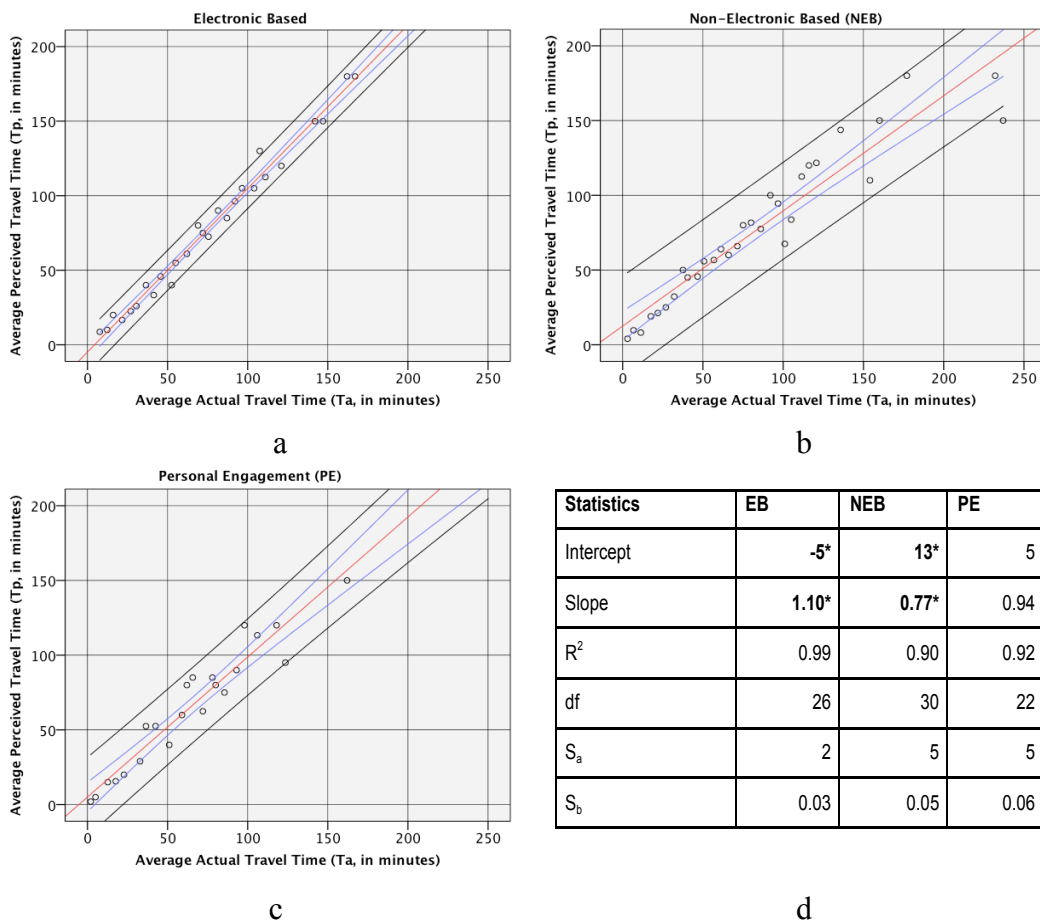 Electronic Based
200
150
100
50
0
0 50 100 150 200 250
Average Perceived Travel Time (Tp, in minutes)
Average Actual Travel Time (Ta, in minutes)
a
Non-Electronic Based (NEB)
200
150
100
50
0
0 50 100 150 200 250
Average Perceived Travel Time (Tp, in minutes)
Average Actual Travel Time (Ta, in minutes)
b
Personal Engagement (PE)
200
150
100
50
0
0 50 100 150 200 250
Average Perceived Travel Time (Tp, in minutes)
Average Actual Travel Time (Ta, in minutes)
c
Statistics EB NEB PE
Intercept -5* 13* 5
Slope 1.10* 0.77* 0.94
R² 0.99 0.90 0.92
df 26 30 22
Sa 2 5 5
Sb 0.03 0.05 0.06
d